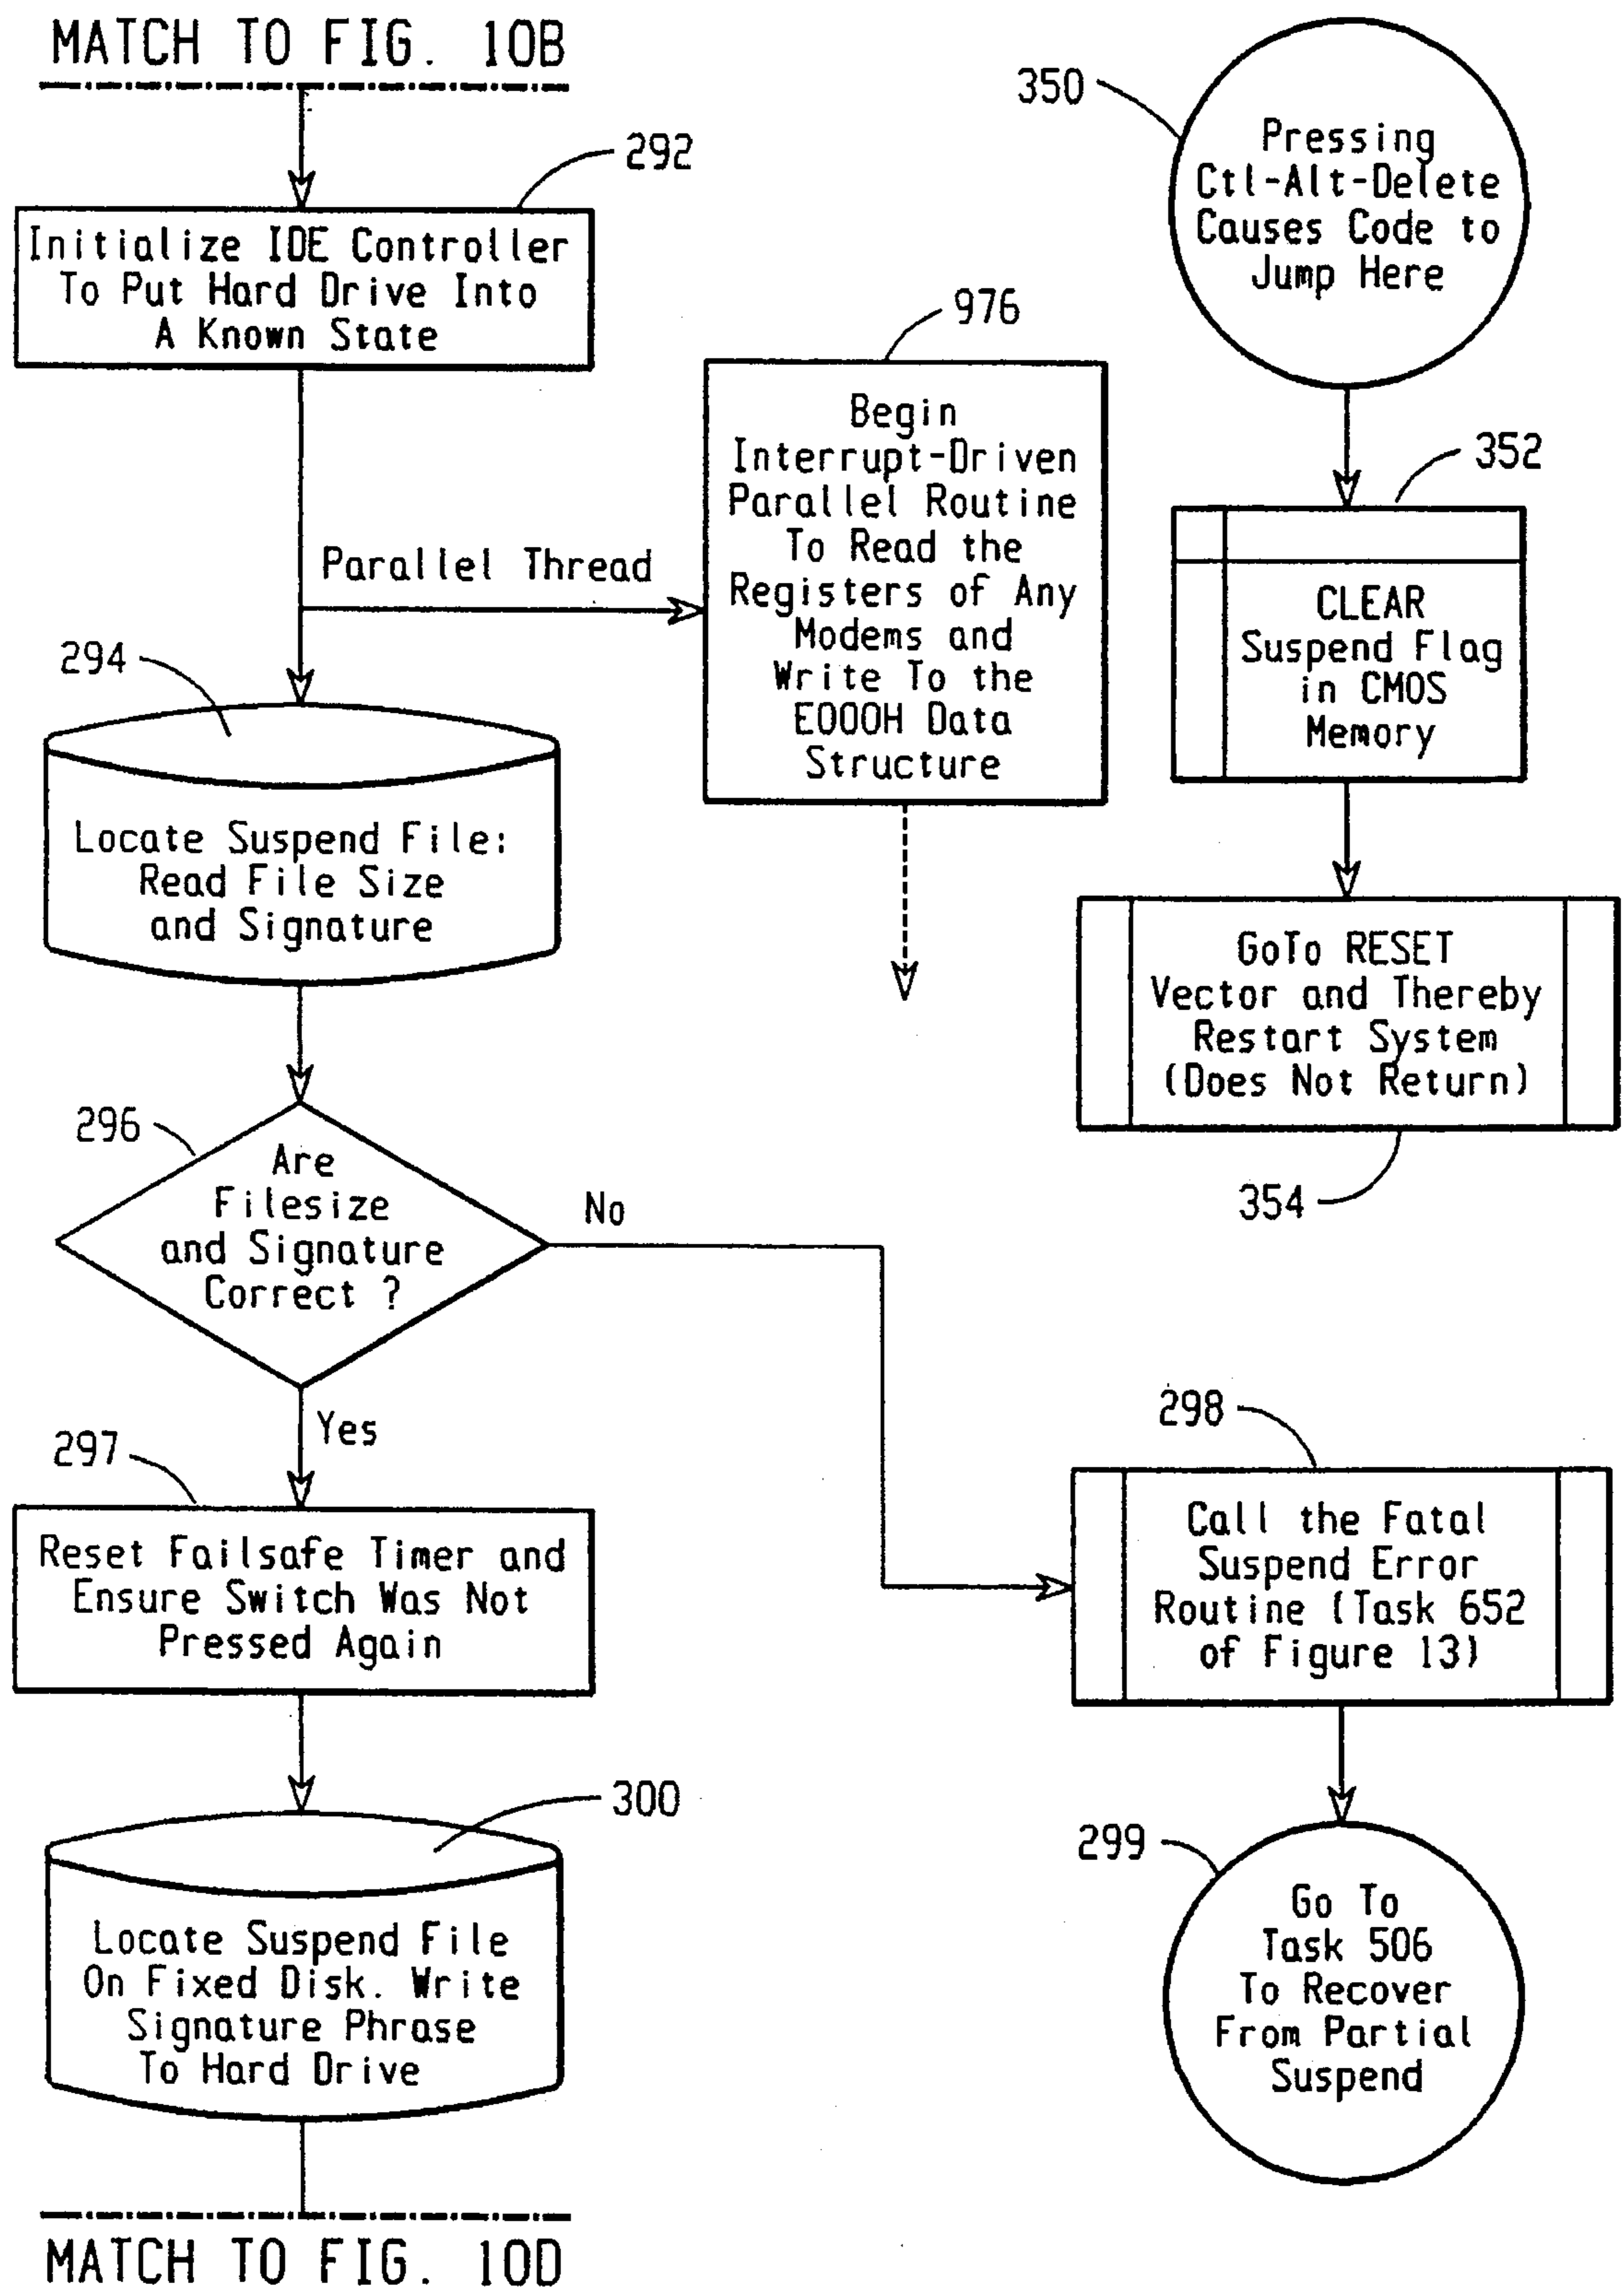 MATCH TO FIG. 10B
292
Initialize IDE Controller
To Put Hard Drive Into
A Known State
Parallel Thread
976
Begin
Interrupt-Driven
Parallel Routine
To Read the
Registers of Any
Modems and
Write To the
E000H Data
Structure
294
Locate Suspend File:
Read File Size
and Signature
296
Are
Filesize
and Signature
Correct ?
No
Yes
297
Reset Failsafe Timer and
Ensure Switch Was Not
Pressed Again
300
Locate Suspend File
On Fixed Disk. Write
Signature Phrase
To Hard Drive
MATCH TO FIG. 10D
350
Pressing
Ctl-Alt-Delete
Causes Code to
Jump Here
352
CLEAR
Suspend Flag
in CMOS
Memory
GoTo RESET
Vector and Thereby
Restart System
(Does Not Return)
354
298
Call the Fatal
Suspend Error
Routine (Task 652
of Figure 13)
299
Go To
Task 506
To Recover
From Partial
Suspend